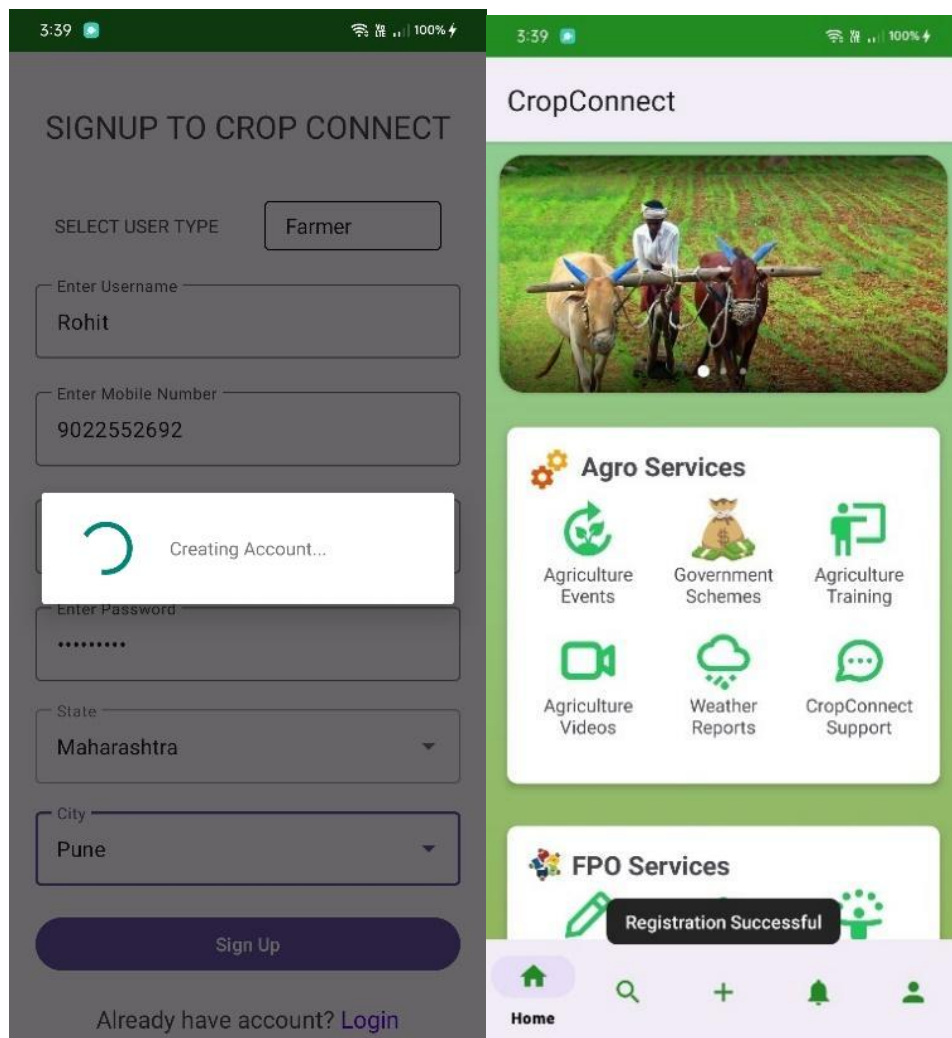 3:39
100%
SIGNUP TO CROP CONNECT
SELECT USER TYPE
Farmer
Enter Username
Rohit
Enter Mobile Number
9022552692
Creating Account...
Enter Password
•••••••••
State
Maharashtra
City
Pune
Sign Up
Already have account? Login
3:39
100%
CropConnect
Agro Services
Agriculture
Events
Government
Schemes
Agriculture
Training
Agriculture
Videos
Weather
Reports
CropConnect
Support
FPO Services
Registration Successful
Home